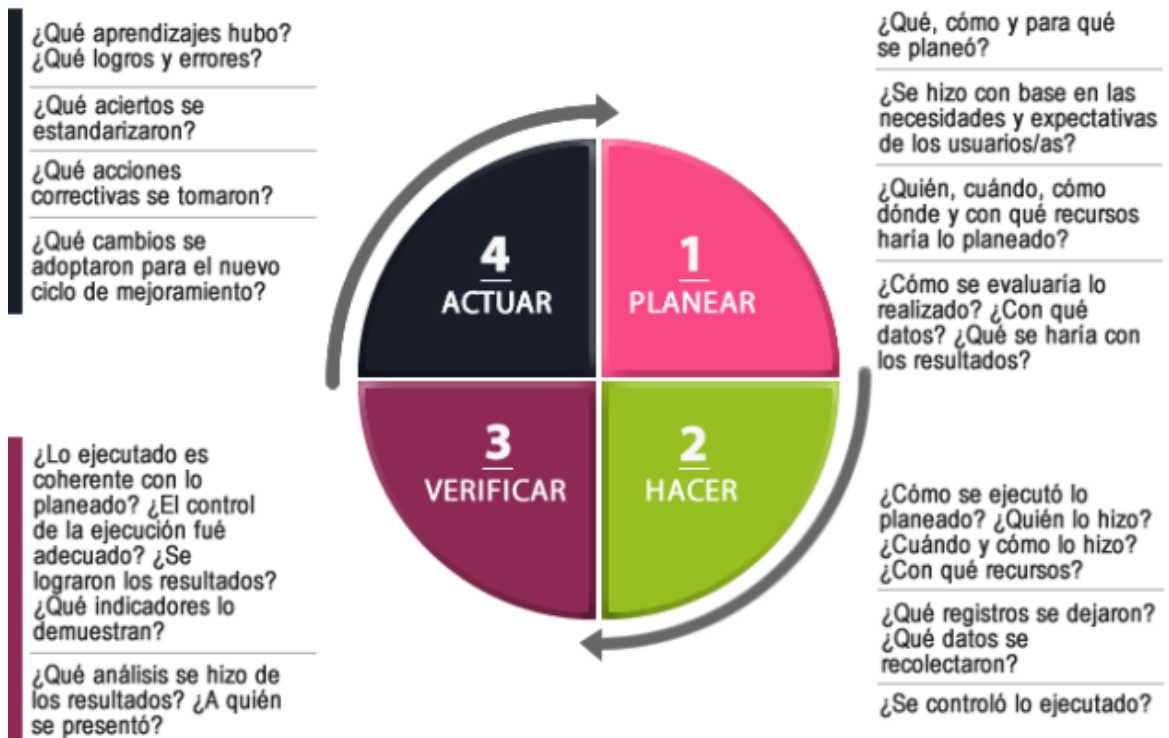 ¿Qué aprendizajes hubo?
¿Qué logros y errores?
¿Qué aciertos se
estandarizaron?
¿Qué acciones
correctivas se tomaron?
¿Qué cambios se
adoptaron para el nuevo
ciclo de mejoramiento?
4
ACTUAR
1
PLANEAR
¿Qué, cómo y para qué
se planeó?
¿Se hizo con base en las
necesidades y expectativas
de los usuarios/as?
¿Quién, cuándo, cómo
dónde y con qué recursos
haría lo planeado?
¿Cómo se evaluaría lo
realizado? ¿Con qué
datos? ¿Qué se haría con
los resultados?
¿Lo ejecutado es
coherente con lo
planeado? ¿El control
de la ejecución fué
adecuado? ¿Se
lograron los resultados?
¿Qué indicadores lo
demuestran?
¿Qué análisis se hizo de
los resultados? ¿A quién
se presentó?
3
VERIFICAR
2
HACER
¿Cómo se ejecutó lo
planeado? ¿Quién lo hizo?
¿Cuándo y cómo lo hizo?
¿Con qué recursos?
¿Qué registros se dejaron?
¿Qué datos se
recolectaron?
¿Se controló lo ejecutado?